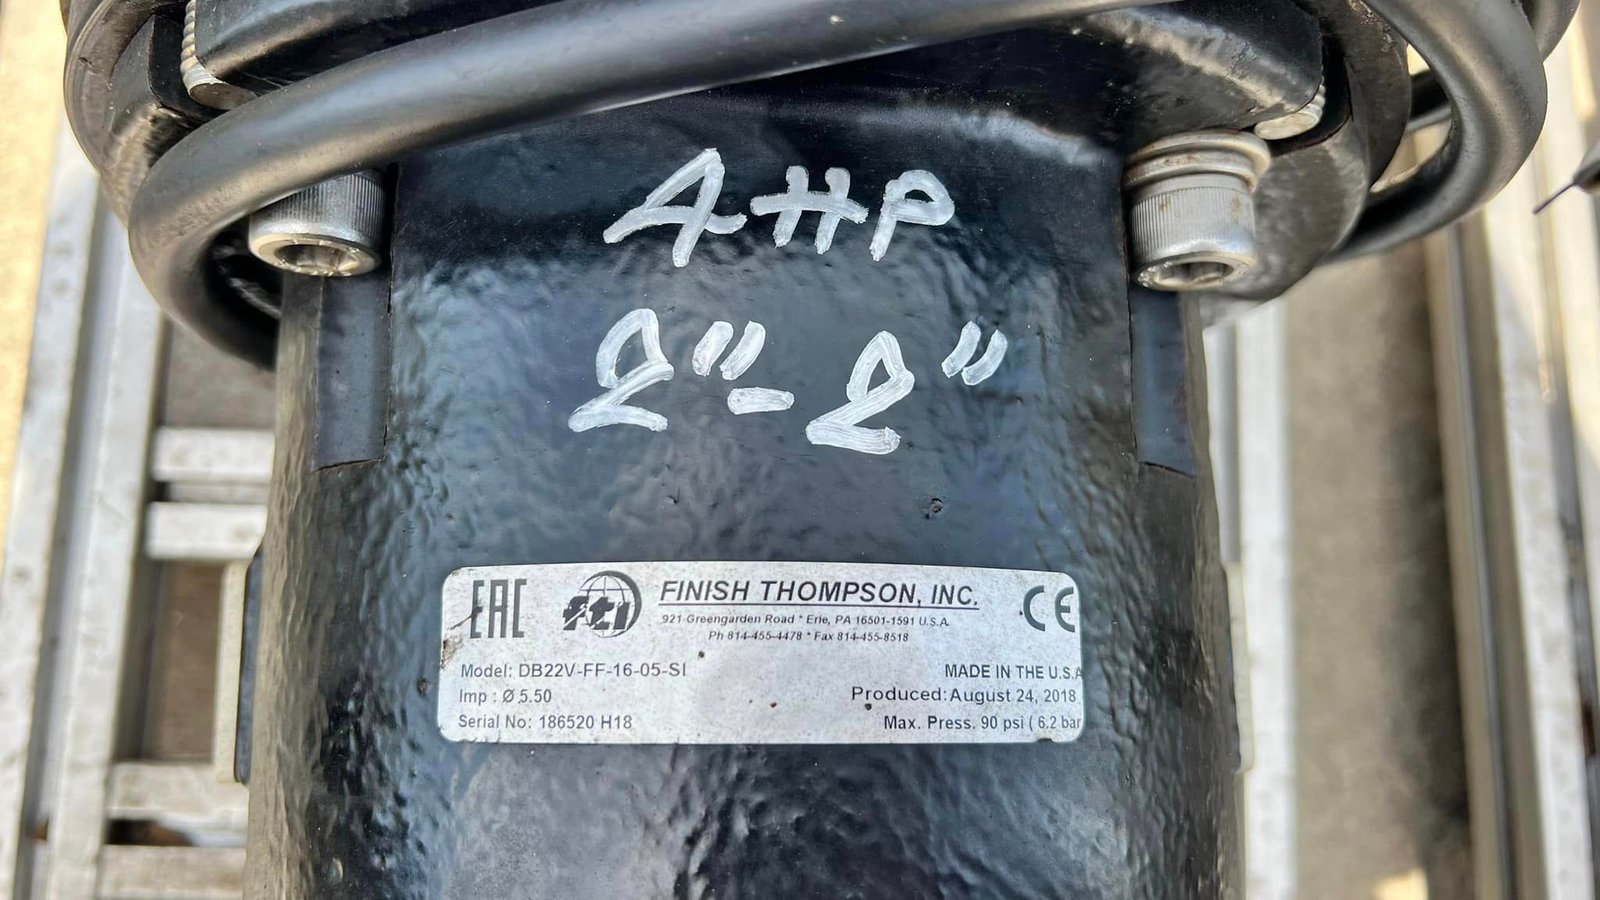 4HP
2"-2"
EAC fti FINISH THOMPSON, INC. CE
921 Greengarden Road * Erie, PA 16501-1591 U.S.A.
Ph 814-455-4478 * Fax 814-455-8518
Model: DB22V-FF-16-05-SI MADE IN THE U.S.A
Imp : Ø 5.50 Produced: August 24, 2018
Serial No: 186520 H18 Max. Press. 90 psi ( 6.2 bar